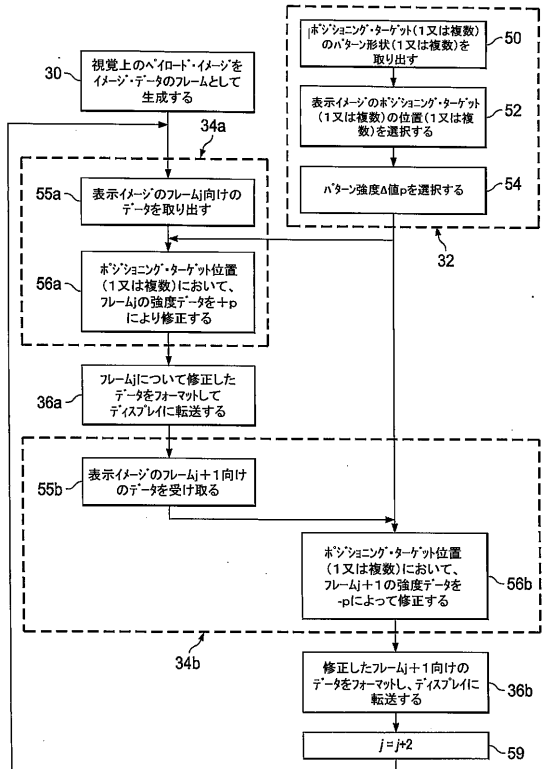 30
視覚上のペイロード・イメージを
イメージ・データのフレームとして
生成する
ポジショニング・ターゲット(1又は複数)
のパターン形状(1又は複数)を
取り出す
50
表示イメージのポジショニング・ターゲット
(1又は複数)の位置(1又は複
数)を選択する
52
パターン強度Δ値pを選択する
54
32
34a
55a
表示イメージのフレームj向けの
データを取り出す
56a
ポジショニング・ターゲット位置
(1又は複数)において、
フレームjの強度データを+p
により修正する
36a
フレームjについて修正した
データをフォーマットして
ディスプレイに転送する
55b
表示イメージのフレームj+1向け
のデータを受け取る
ポジショニング・ターゲット位置
(1又は複数)において、
フレームj+1の強度データを
-pによって修正する
56b
34b
修正したフレームj+1向けの
データをフォーマットし、ディスプレイに
転送する
36b
j = j+2
59